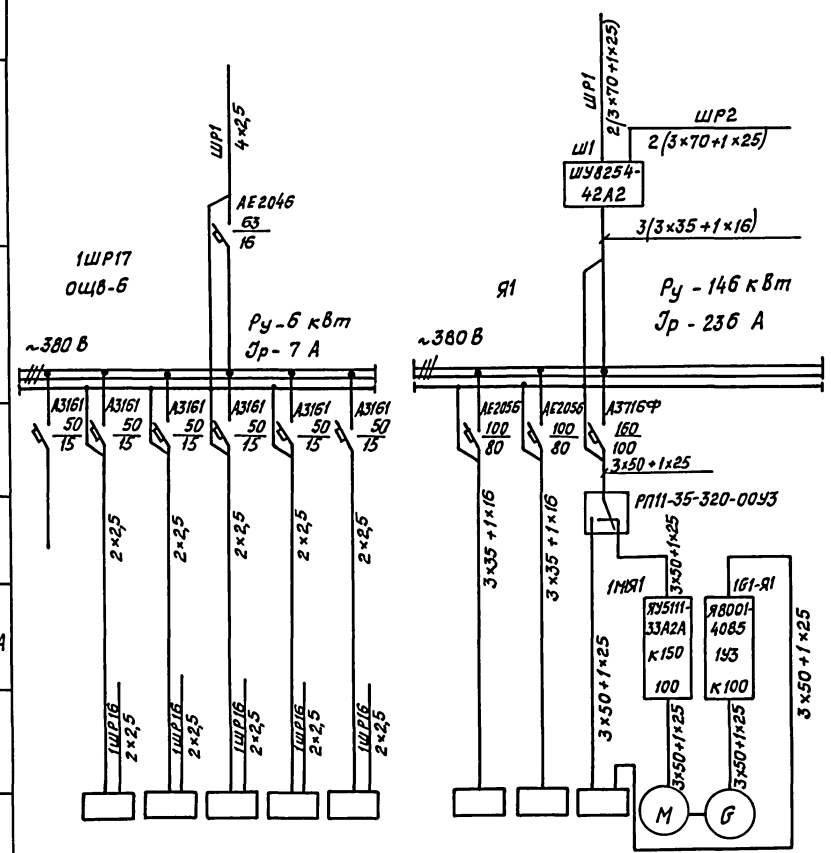 ШР1
4×2,5
АЕ2046
63
16
1ШР17
ОЩВ-6
Ру-6 кВт
Jр-7 А
~380 В
А3161
50
15
А3161
50
15
А3161
50
15
А3161
50
15
А3161
50
15
А3161
50
15
2×2,5
2×2,5
2×2,5
2×2,5
2×2,5
1ШР16
2×2,5
1ШР16
2×2,5
1ШР16
2×2,5
1ШР16
2×2,5
1ШР16
2×2,5
А
ШР1
2(3×70+1×25)
ШР2
2(3×70+1×25)
Ш1
ШУ8254-
42А2
3(3×35+1×16)
Я1
Ру-146 кВт
Jр-236 А
~380 В
АЕ2056
100
80
АЕ2056
100
80
А3716Ф
160
100
3×50+1×25
РП11-35-320-00У3
3×35+1×16
3×35+1×16
3×50+1×25
3×50+1×25
1МЯ1
ЯУ5111-
33А2А
К150
100
1G1-Я1
Я8001-
4085
1У3
К100
3×50+1×25
3×50+1×25
3×50+1×25
М
G